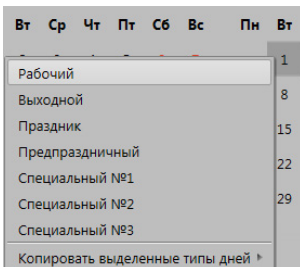 Вт Ср Чт Пт Сб Вс Пн Вт
1
Рабочий
Выходной
8
Праздник
15
Предпраздничный
Специальный №1
22
Специальный №2
29
Специальный №3
Копировать выделенные типы дней